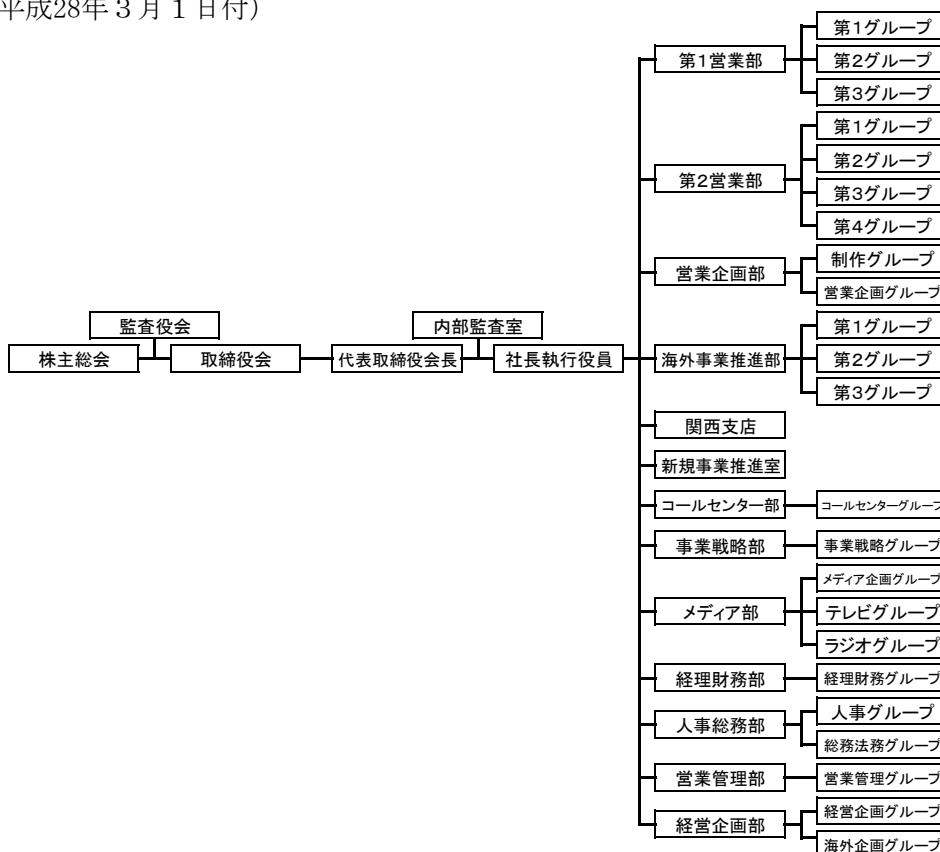 平成28年３月１日付）
第1営業部
第1グループ
第2グループ
第3グループ
第2営業部
第1グループ
第2グループ
第3グループ
第4グループ
営業企画部
制作グループ
営業企画グループ
監査役会
内部監査室
株主総会
取締役会
代表取締役会長
社長執行役員
海外事業推進部
第1グループ
第2グループ
第3グループ
関西支店
新規事業推進室
コールセンター部
コールセンターグループ
事業戦略部
事業戦略グループ
メディア部
メディア企画グループ
テレビグループ
ラジオグループ
経理財務部
経理財務グループ
人事総務部
人事グループ
総務法務グループ
営業管理部
営業管理グループ
経営企画部
経営企画グループ
海外企画グループ